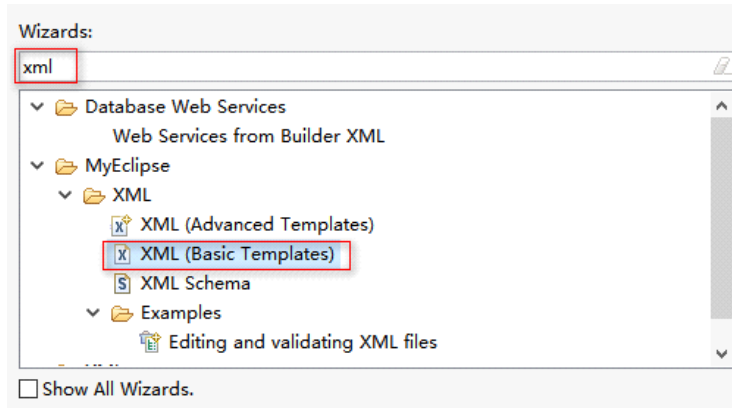 Wizards:
xml
Database Web Services
Web Services from Builder XML
MyEclipse
XML
XML (Advanced Templates)
XML (Basic Templates)
XML Schema
Examples
Editing and validating XML files
Show All Wizards.